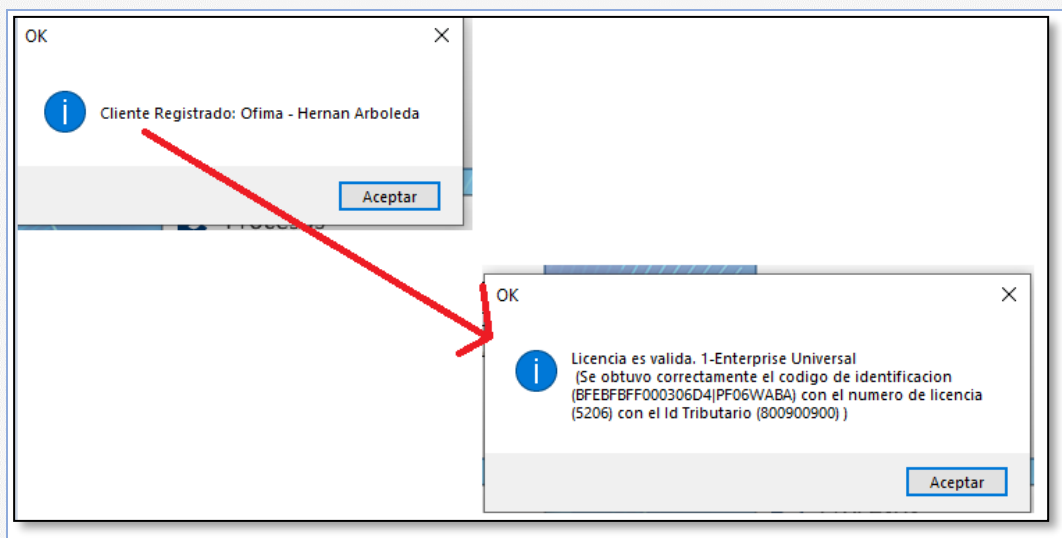 OK
Cliente Registrado: Ofima - Hernan Arboleda
Aceptar
Procesos
OK
Licencia es valida. 1-Enterprise Universal
(Se obtuvo correctamente el codigo de identificacion
(BFEBFBFF000306D4|PF06WABA) con el numero de licencia
(5206) con el Id Tributario (800900900) )
Aceptar